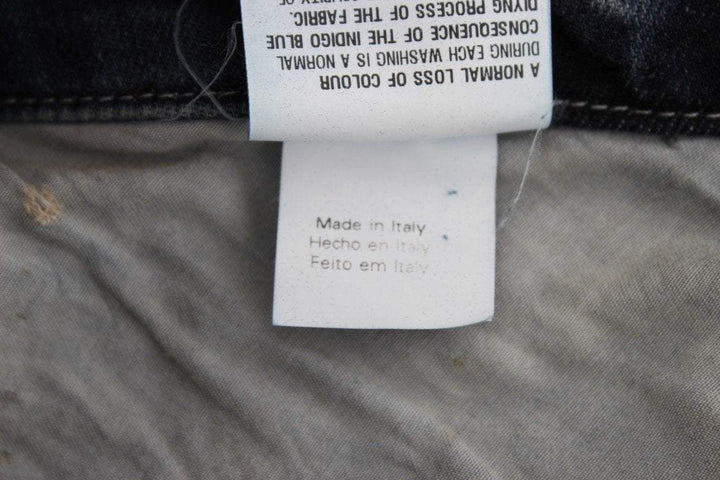 A NORMAL LOSS OF COLOUR
DURING EACH WASHING IS A NORMAL
CONSEQUENCE OF THE INDIGO BLUE
DLYNG PROCESS OF THE FABRIC.
Made in Italy
Hecho en Italy
Feito em Italy